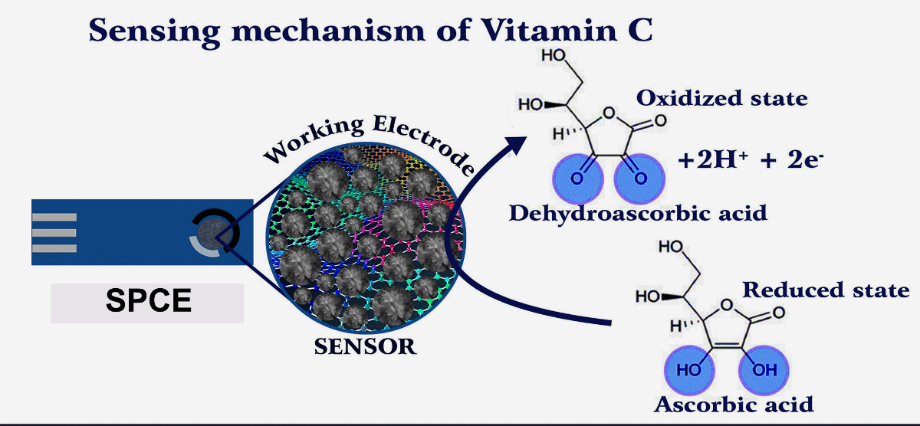 Sensing mechanism of Vitamin C
Working Electrode
SPCE
SENSOR
HO
HO
H
O
O
O
O
Oxidized state
+2H⁺ + 2e⁻
Dehydroascorbic acid
HO
HO
H
O
O
HO
OH
Reduced state
Ascorbic acid